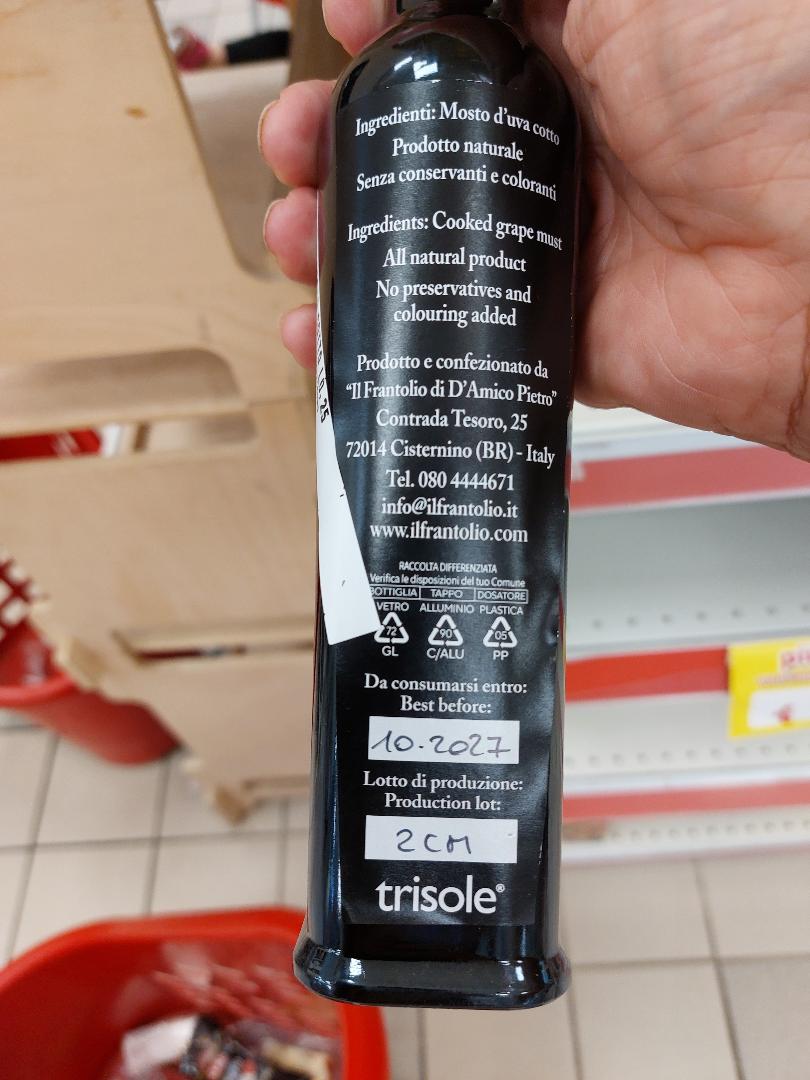 Ingredienti: Mosto d'uva cotto
Prodotto naturale
Senza conservanti e coloranti
Ingredients: Cooked grape must
All natural product
No preservatives and
colouring added
Prodotto e confezionato da
"Il Frantolio di D'Amico Pietro"
Contrada Tesoro, 25
72014 Cisternino (BR) - Italy
Tel. 080 4444671
info@ilfrantolio.it
www.ilfrantolio.com
RACCOLTA DIFFERENZIATA
Verifica le disposizioni del tuo Comune
BOTTIGLIA TAPPO DOSATORE
VETRO ALLUMINIO PLASTICA
72 90 05
GL C/ALU PP
Da consumarsi entro:
Best before:
10.2027
Lotto di produzione:
Production lot:
2CM
trisole®